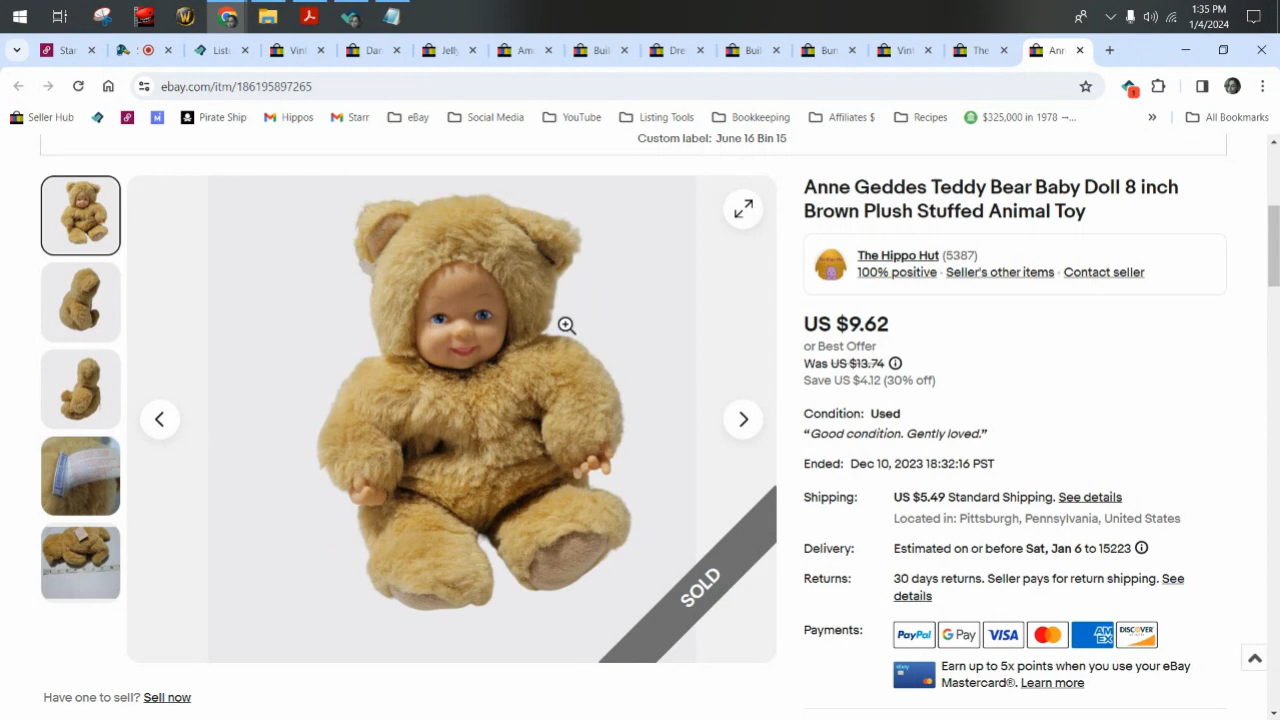 1:35 PM
1/4/2024
Star
List
Vint
Dan
Jelly
Ame
Buil
Dre
Buil
Bun
Vint
The
Ann
ebay.com/itm/186195897265
1
Seller Hub
Pirate Ship
Hippos
Starr
eBay
Social Media
YouTube
Listing Tools
Bookkeeping
Affiliates $
Recipes
$325,000 in 1978 →...
»
All Bookmarks
Custom label: June 16 Bin 15
Anne Geddes Teddy Bear Baby Doll 8 inch
Brown Plush Stuffed Animal Toy
The Hippo Hut (5387)
100% positive · Seller's other items · Contact seller
US $9.62
or Best Offer
Was US $13.74
Save US $4.12 (30% off)
Condition: Used
“Good condition. Gently loved.”
Ended: Dec 10, 2023 18:32:16 PST
Shipping: US $5.49 Standard Shipping. See details
Located in: Pittsburgh, Pennsylvania, United States
Delivery: Estimated on or before Sat, Jan 6 to 15223
Returns: 30 days returns. Seller pays for return shipping. See
details
Payments: PayPal G Pay VISA AM EX DISCOVER
ebay
Earn up to 5x points when you use your eBay
Mastercard®. Learn more
SOLD
Have one to sell? Sell now